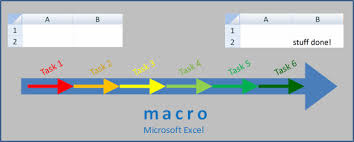 A B
1
2
A B
1
2 stuff done!
Task 1 Task 2 Task 3 Task 4 Task 5 Task 6
macro
Microsoft Excel